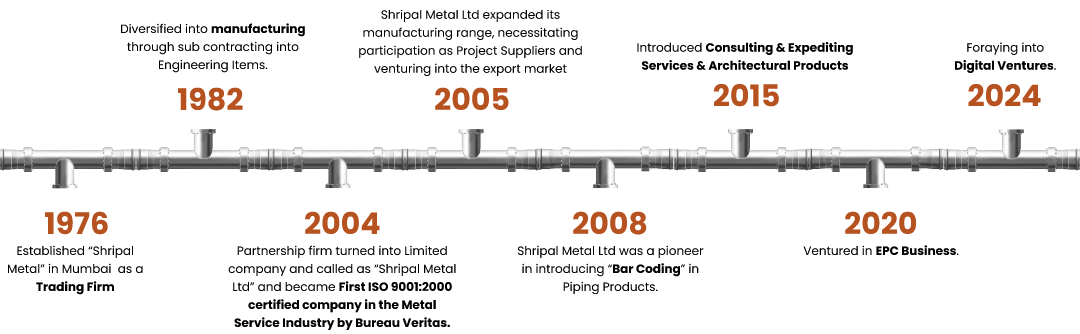 Diversified into manufacturing
through sub contracting into
Engineering Items.
1982
Shripal Metal Ltd expanded its
manufacturing range, necessitating
participation as Project Suppliers and
venturing into the export market
2005
Introduced Consulting & Expediting
Services & Architectural Products
2015
Foraying into
Digital Ventures.
2024
1976
Established “Shripal
Metal” in Mumbai as a
Trading Firm
2004
Partnership firm turned into Limited
company and called as “Shripal Metal
Ltd” and became First ISO 9001:2000
certified company in the Metal
Service Industry by Bureau Veritas.
2008
Shripal Metal Ltd was a pioneer
in introducing “Bar Coding” in
Piping Products.
2020
Ventured in EPC Business.